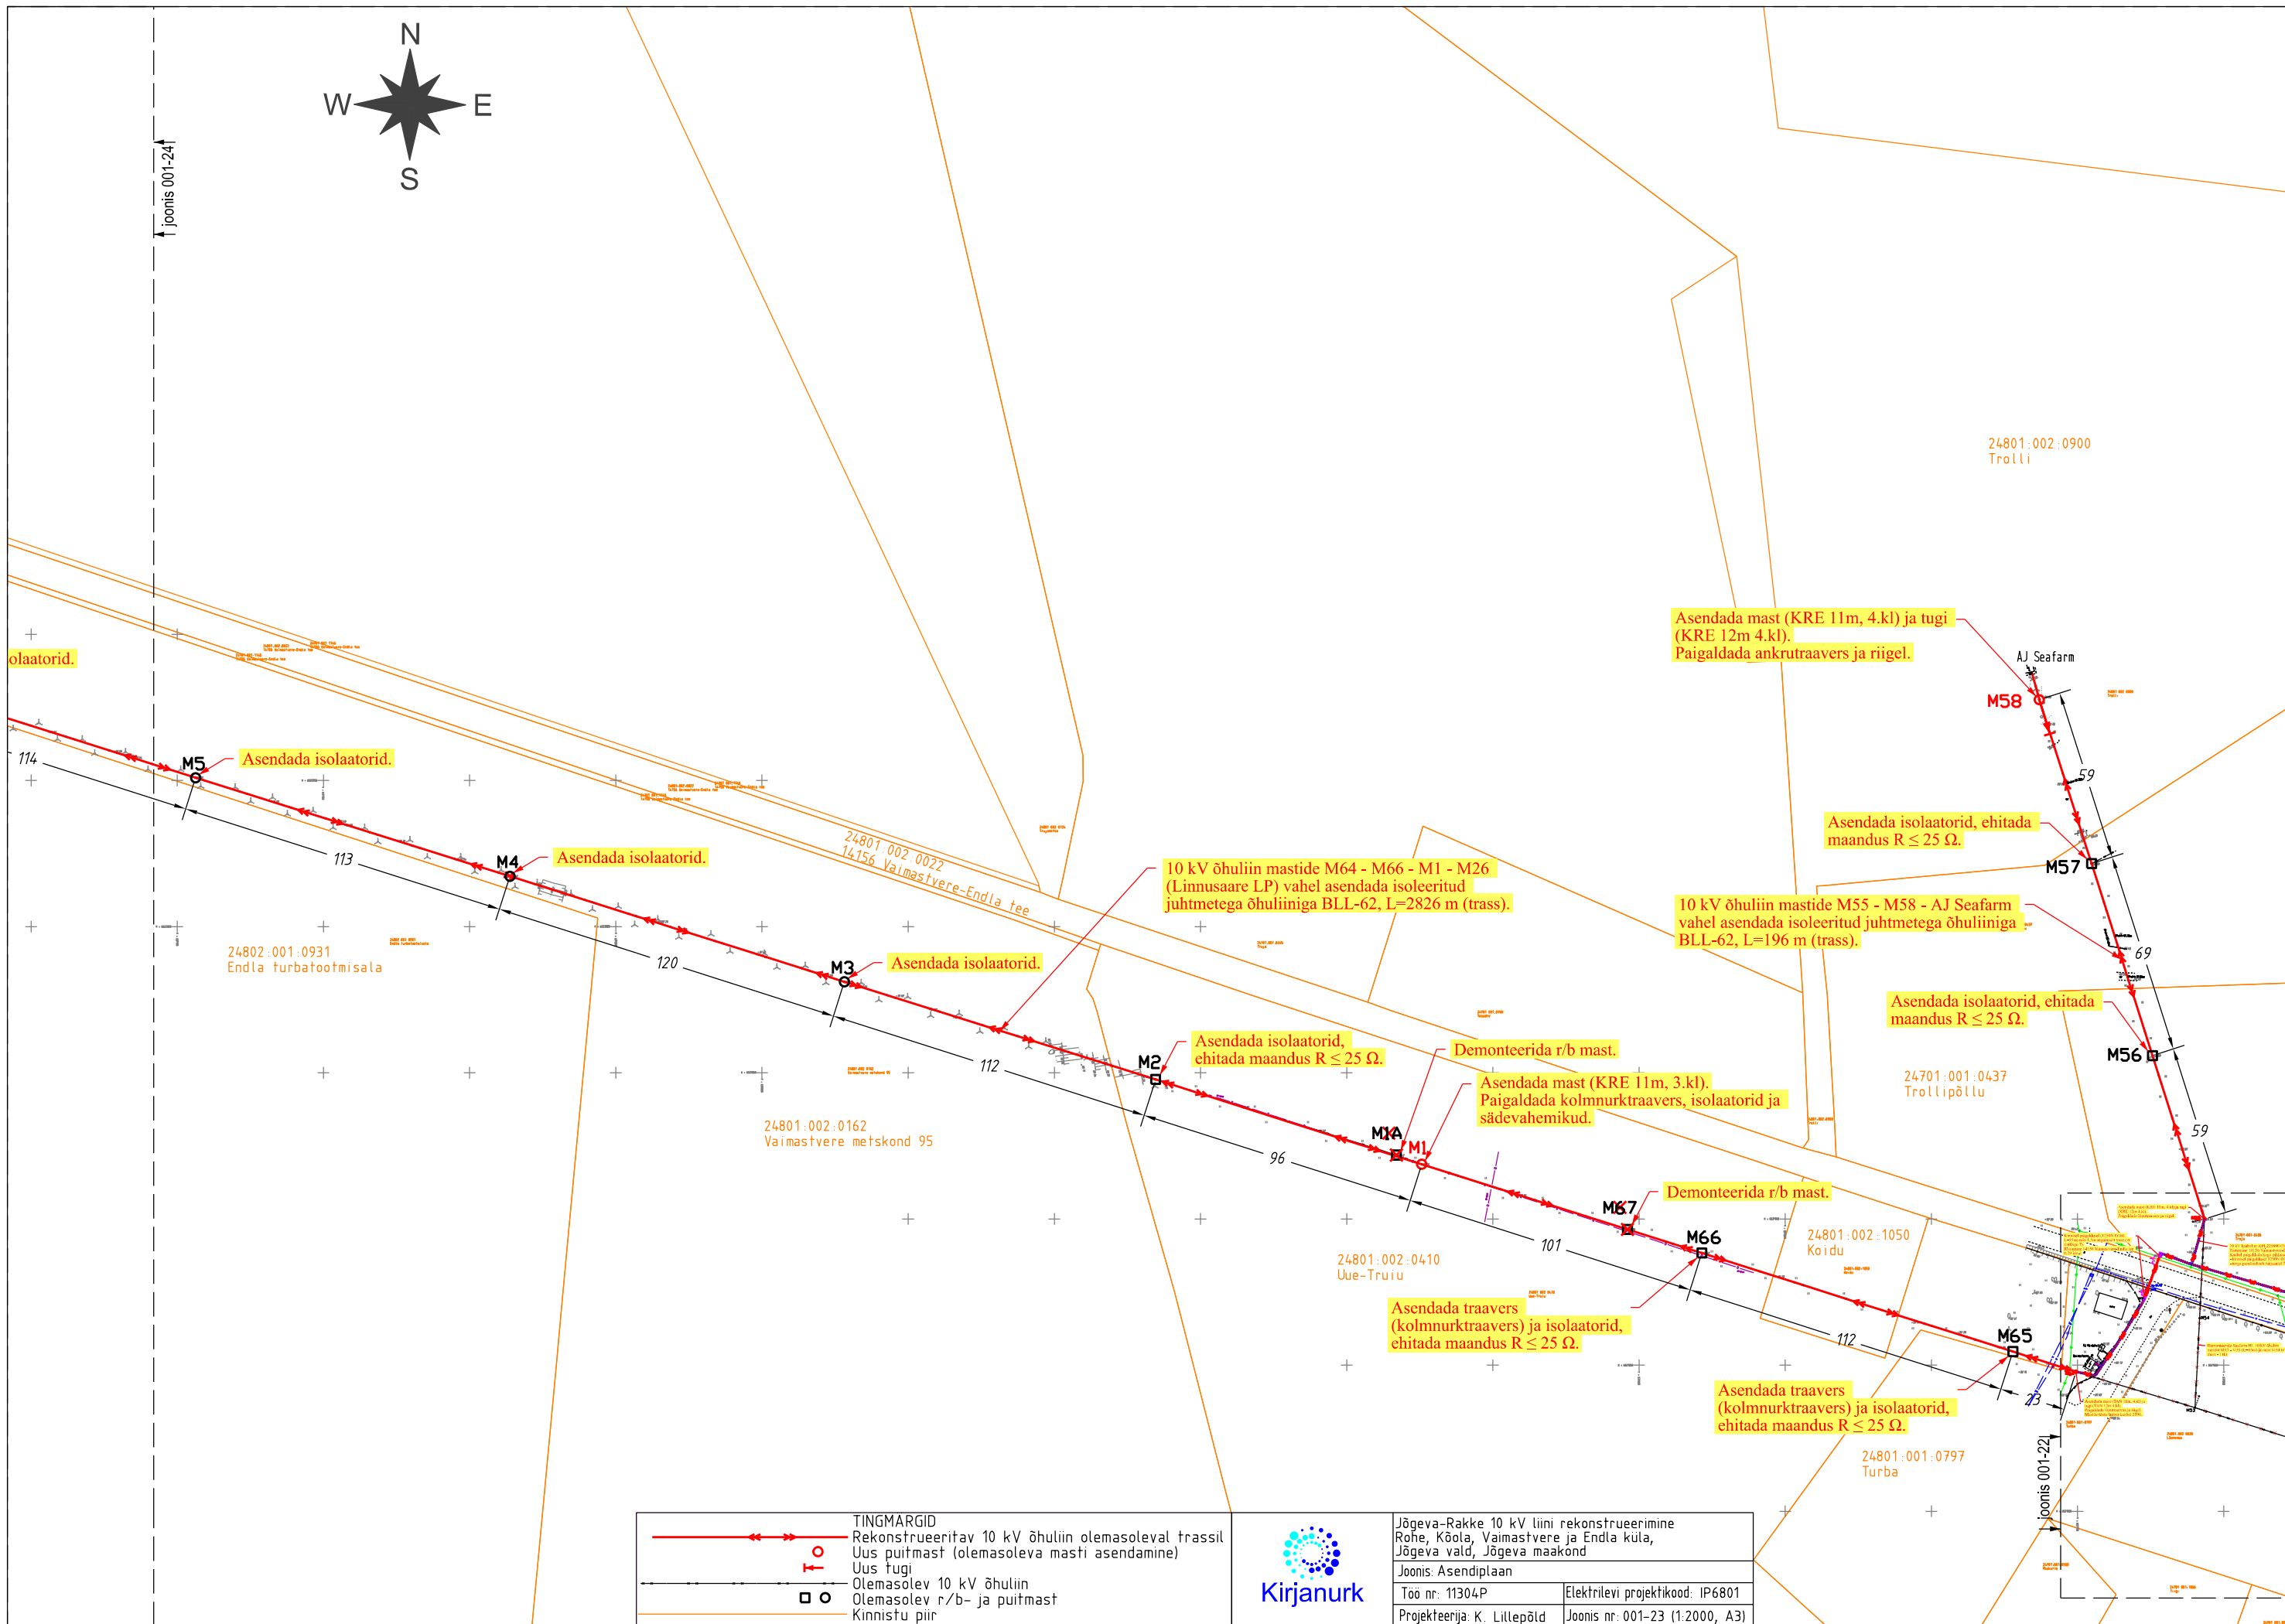 N
W
E
S
joonis 001-24
24801:002:0900
Trolli
Asendada mast (KRE 11m, 4.kl) ja tugi
(KRE 12m 4.kl).
Paigaldada ankrutraavers ja riigel.
AJ Seafarm
M58
59
olaatorid.
114
M5
Asendada isolaatorid.
113
M4
Asendada isolaatorid.
24801:002:0022
14156 Vaimastvere-Endla tee
Asendada isolaatorid, ehitada
maandus R ≤ 25 Ω.
M57
10 kV õhuliin mastide M64 - M66 - M1 - M26
(Linnusaare LP) vahel asendada isoleeritud
juhtmetega õhuliiniga BLL-62, L=2826 m (trass).
10 kV õhuliin mastide M55 - M58 - AJ Seafarm
vahel asendada isoleeritud juhtmetega õhuliiniga
BLL-62, L=196 m (trass).
69
24802:001:0931
Endla turbatootmisala
120
M3
Asendada isolaatorid.
Asendada isolaatorid, ehitada
maandus R ≤ 25 Ω.
M56
112
M2
Asendada isolaatorid,
ehitada maandus R ≤ 25 Ω.
Demonteerida r/b mast.
Asendada mast (KRE 11m, 3.kl).
Paigaldada kolmnurktraavers, isolaatorid ja
sädevahemikud.
24701:001:0437
Trollipõllu
24801:002:0162
Vaimastvere metskond 95
M1A
M1
96
59
Demonteerida r/b mast.
M67
M66
101
24801:002:1050
Koidu
24801:002:0410
Uue-Truiu
Asendada traavers
(kolmnurktraavers) ja isolaatorid,
ehitada maandus R ≤ 25 Ω.
112
M65
23
Asendada traavers
(kolmnurktraavers) ja isolaatorid,
ehitada maandus R ≤ 25 Ω.
24801:001:0797
Turba
joonis 001-22
TINGMARGID
Rekonstrueeritav 10 kV õhuliin olemasoleval trassil
Uus puitmast (olemasoleva masti asendamine)
Uus tugi
Olemasolev 10 kV õhuliin
Olemasolev r/b- ja puitmast
Kinnistu piir
Kirjanurk
Jõgeva-Rakke 10 kV liini rekonstrueerimine
Rohe, Kõola, Vaimastvere ja Endla küla,
Jõgeva vald, Jõgeva maakond
Joonis: Asendiplaan
Töö nr: 11304P
Elektrilevi projektikood: IP6801
Projekteerija: K. Lillepõld
Joonis nr: 001-23 (1:2000, A3)